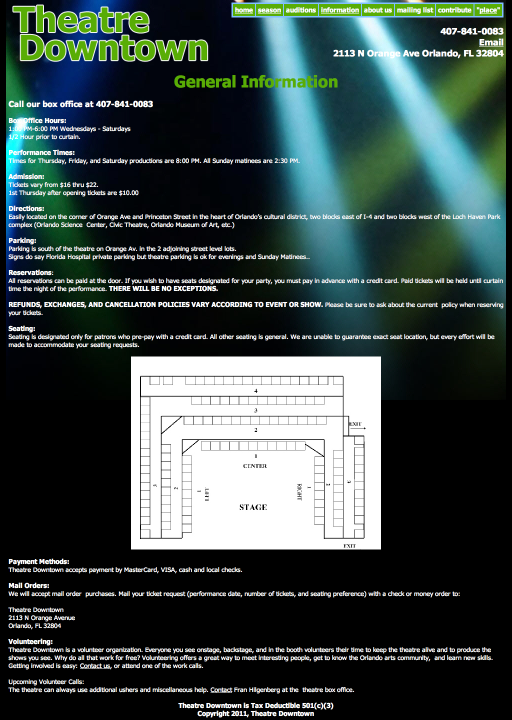 Theatre
Downtown
home season auditions information about us mailing list contribute "place"
407-841-0083
Email
2113 N Orange Ave Orlando, FL 32804
General Information
Call our box office at 407-841-0083
Box Office Hours:
1:00 PM-6:00 PM Wednesdays - Saturdays
1/2 Hour prior to curtain.
Performance Times:
Times for Thursday, Friday, and Saturday productions are 8:00 PM. All Sunday matinees are 2:30 PM.
Admission:
Tickets vary from $16 thru $22.
1st Thursday after opening tickets are $10.00
Directions:
Easily located on the corner of Orange Ave and Princeton Street in the heart of Orlando's cultural district, two blocks east of I-4 and two blocks west of the Loch Haven Park
complex (Orlando Science Center, Civic Theatre, Orlando Museum of Art, etc.)
Parking:
Parking is south of the theatre on Orange Av. in the 2 adjoining street level lots.
Signs do say Florida Hospital private parking but theatre parking is ok for evenings and Sunday Matinees..
Reservations:
All reservations can be paid at the door. If you wish to have seats designated for your party, you must pay in advance with a credit card. Paid tickets will be held until curtain
time the night of the performance. THERE WILL BE NO EXCEPTIONS.
REFUNDS, EXCHANGES, AND CANCELLATION POLICIES VARY ACCORDING TO EVENT OR SHOW. Please be sure to ask about the current policy when reserving
your tickets.
Seating:
Seating is designated only for patrons who pre-pay with a credit card. All other seating is general. We are unable to guarantee exact seat location, but every effort will be
made to accommodate your seating requests.
4
3
EXIT
2
1
CENTER
3
2
1
LEFT
RIGHT
1
2
3
STAGE
EXIT
Payment Methods:
Theatre Downtown accepts payment by MasterCard, VISA, cash and local checks.
Mail Orders:
We will accept mail order purchases. Mail your ticket request (performance date, number of tickets, and seating preference) with a check or money order to:
Theatre Downtown
2113 N Orange Avenue
Orlando, FL 32804
Volunteering:
Theatre Downtown is a volunteer organization. Everyone you see onstage, backstage, and in the booth volunteers their time to keep the theatre alive and to produce the
shows you see. Why do all that work for free? Volunteering offers a great way to meet interesting people, get to know the Orlando arts community, and learn new skills.
Getting involved is easy: Contact us, or attend one of the work calls.
Upcoming Volunteer Calls:
The theatre can always use additional ushers and miscellaneous help. Contact Fran Hilgenberg at the theatre box office.
Theatre Downtown is Tax Deductible 501(c)(3)
Copyright 2011, Theatre Downtown